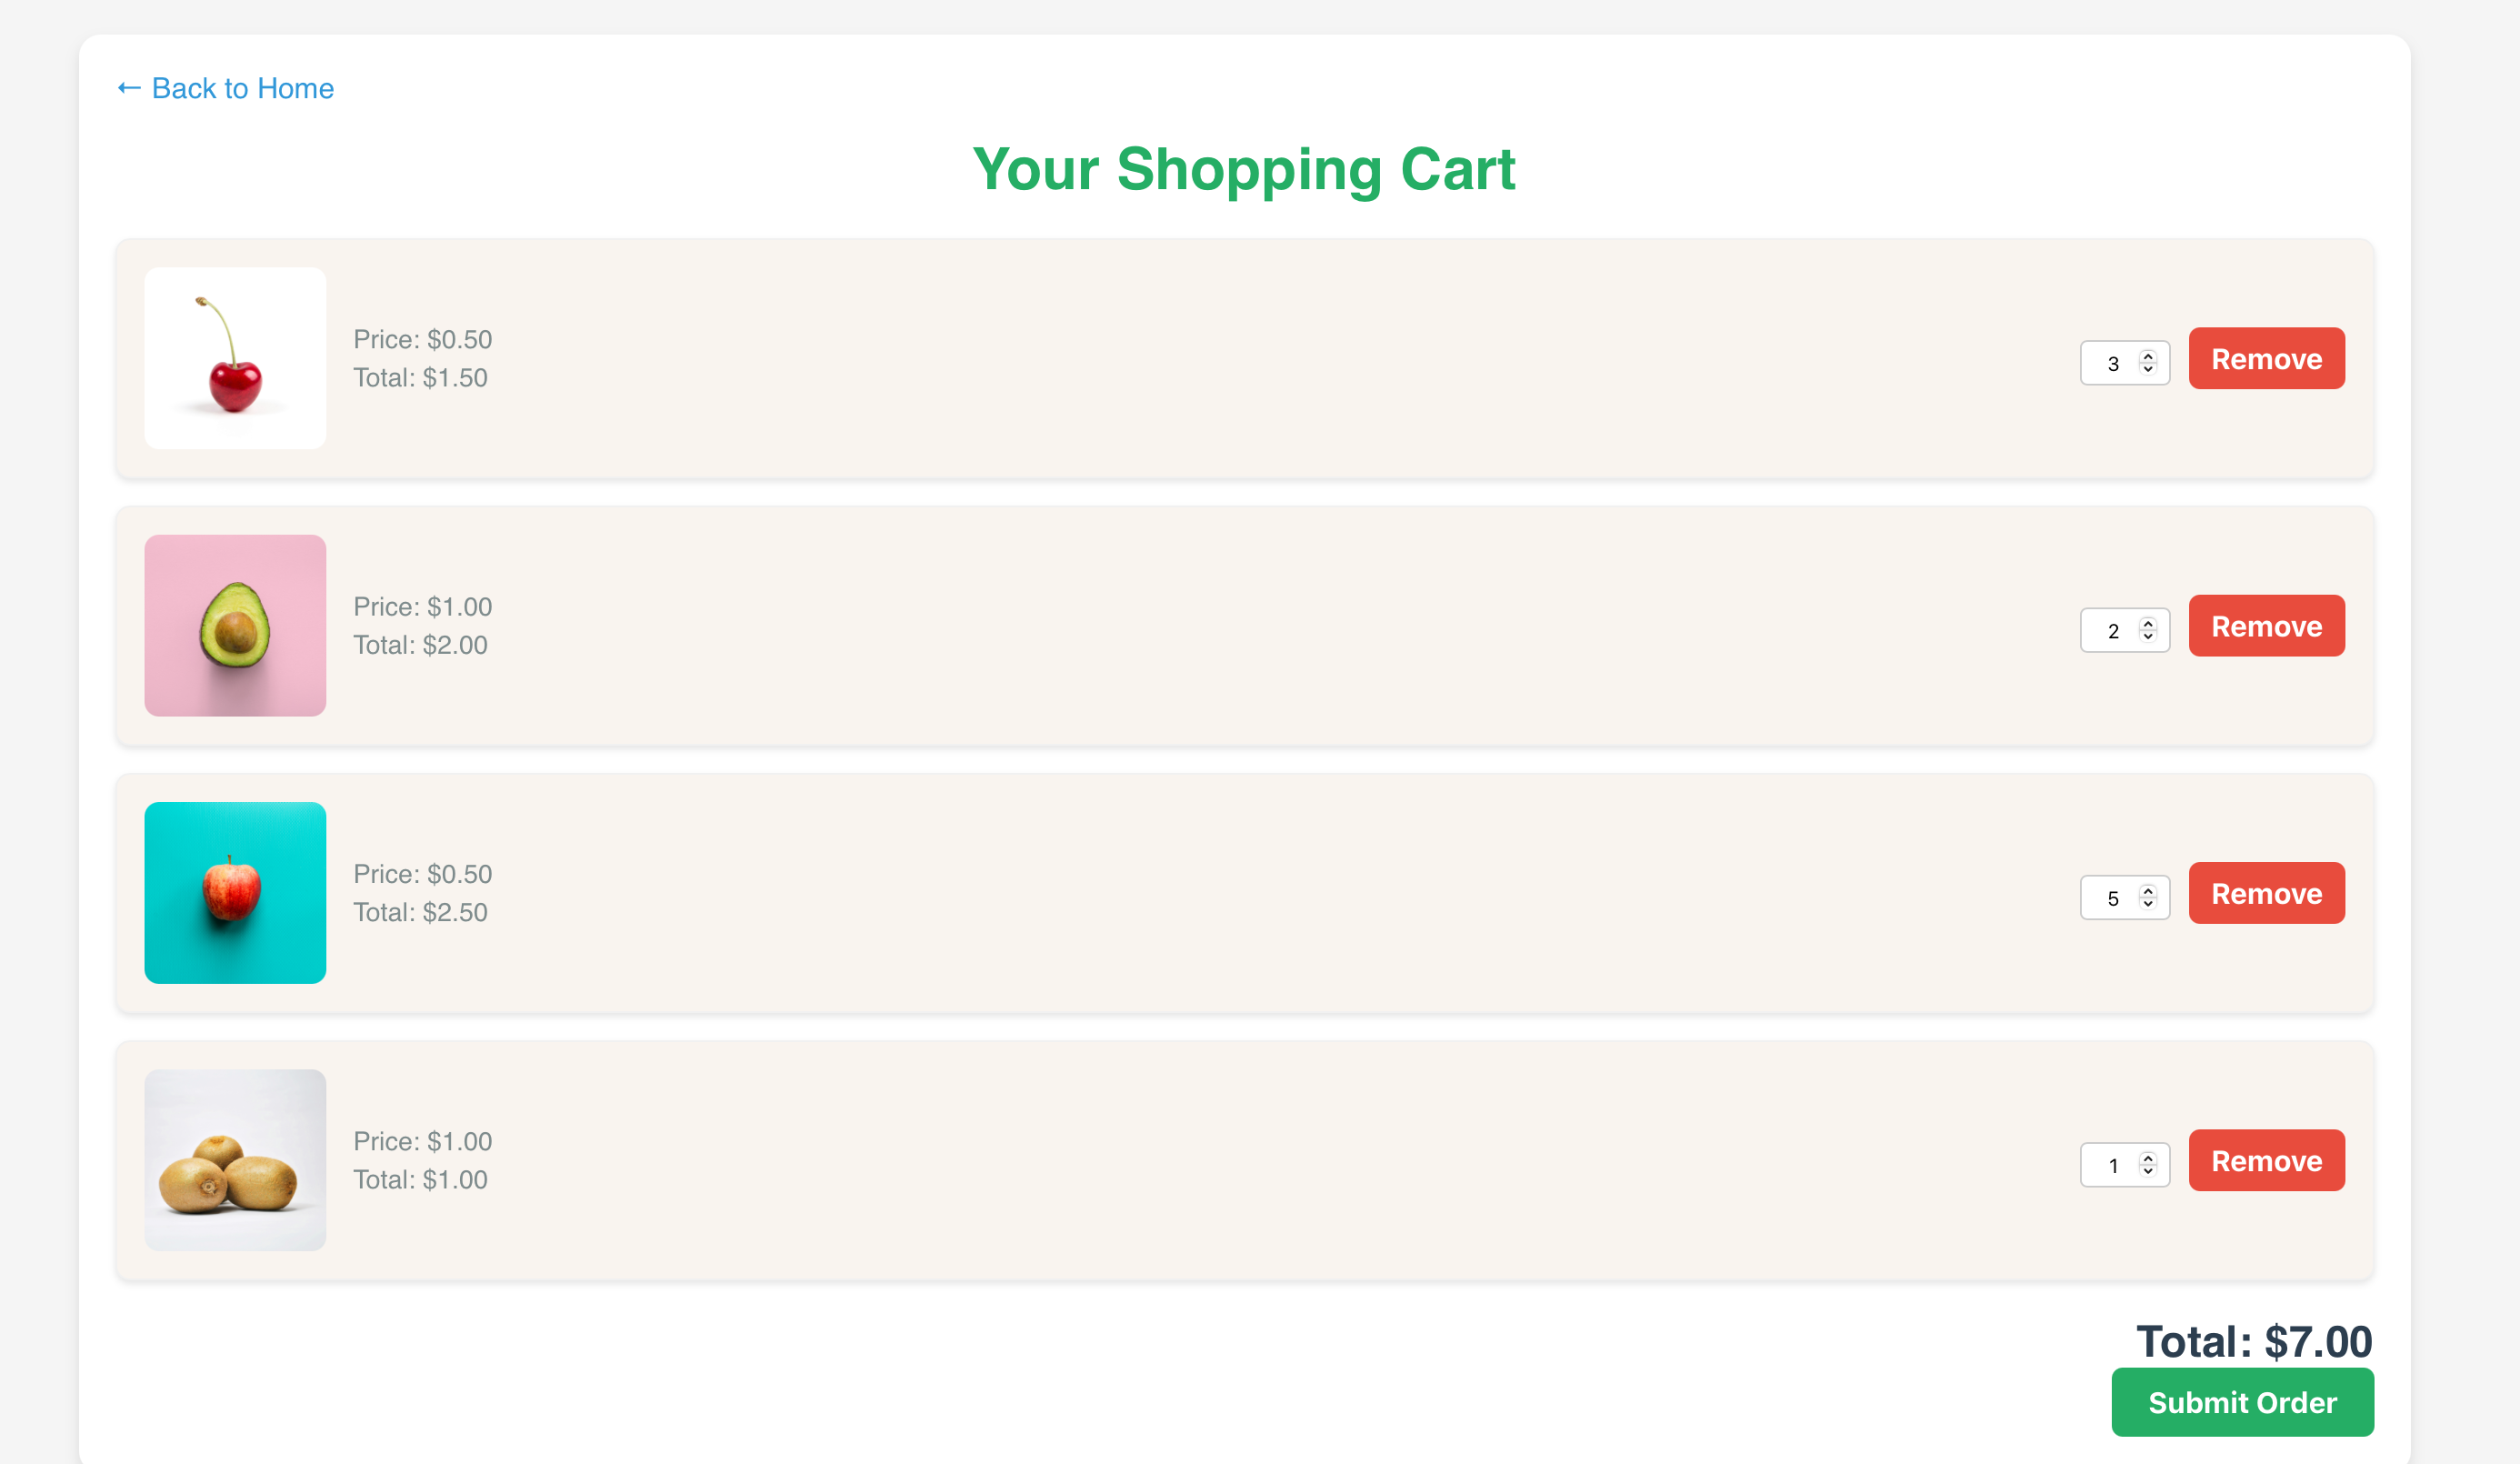 ← Back to Home
Your Shopping Cart
Price: $0.50
Total: $1.50
3
Remove
Price: $1.00
Total: $2.00
2
Remove
Price: $0.50
Total: $2.50
5
Remove
Price: $1.00
Total: $1.00
1
Remove
Total: $7.00
Submit Order